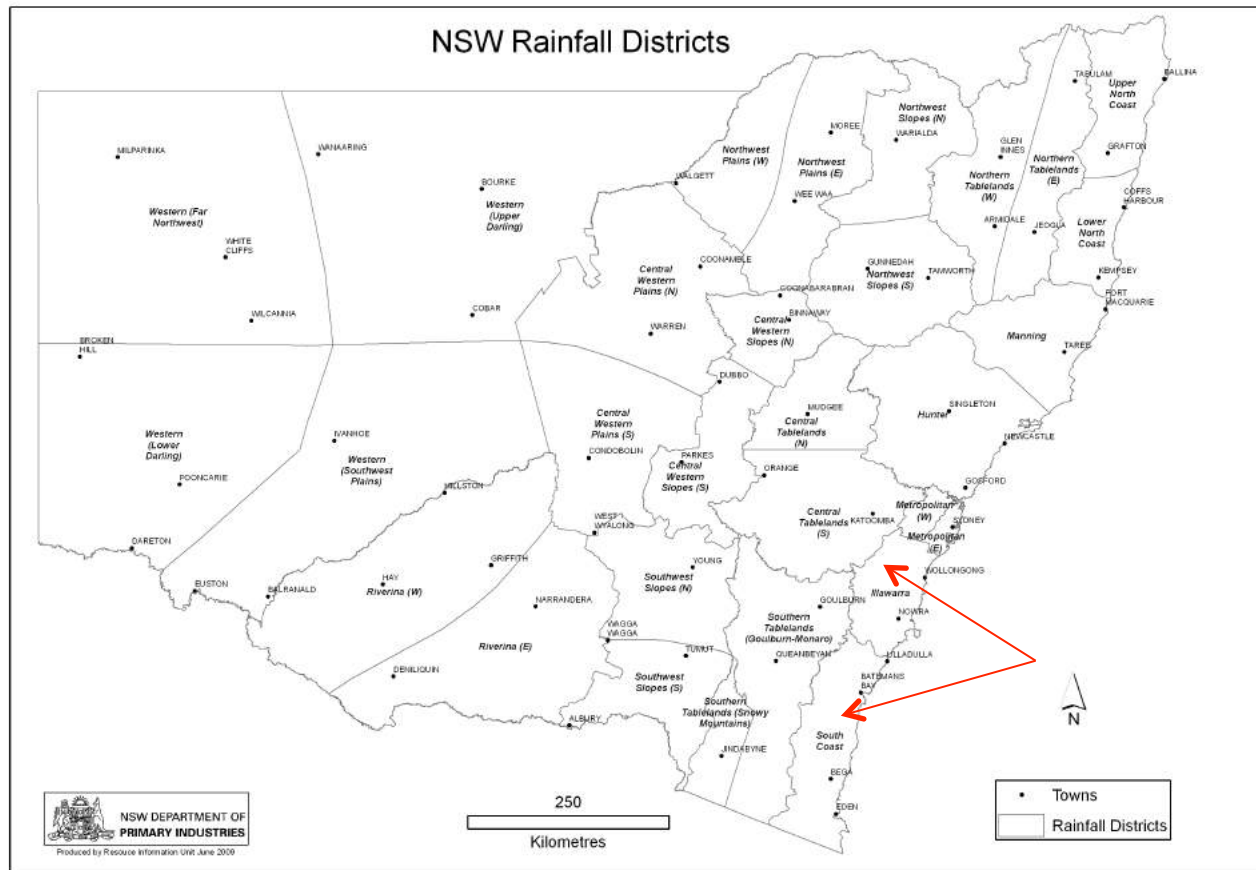 NSW Rainfall Districts
TABULAM
BALLINA
Upper
North
Coast
Northwest
Slopes (N)
MOREE
WARIALDA
MILPARINKA
WANAARING
Northwest
Plains (W)
Northwest
Plains (E)
GLEN
INNES
Northern
Tablelands
(E)
GRAFTON
Northern
Tablelands
(W)
WALGETT
BOURKE
WEE WAA
COFFS
HARBOUR
Western (Far
Northwest)
Western
(Upper
Darling)
ARMIDALE
JEOGLA
Lower
North
Coast
WHITE
CLIFFS
COONAMBLE
Central
Western
Plains (N)
GUNNEDAH
Northwest
Slopes (S)
TAMWORTH
KEMPSEY
COONABARABRAN
PORT
MACQUARIE
WILCANNIA
COBAR
WARREN
BINNAWAY
Central
Western
Slopes (N)
Manning
TAREE
BROKEN
HILL
DUBBO
MUDGEE
Central
Tablelands
(N)
SINGLETON
Hunter
NEWCASTLE
Western
(Lower
Darling)
IVANHOE
Western
(Southwest
Plains)
Central
Western
Plains (S)
CONDOBOLIN
PARKES
Central
Western
Slopes (S)
ORANGE
POONCARIE
HILLSTON
GOSFORD
Metropolitan
(W)
Central
Tablelands
(S)
KATOOMBA
SYDNEY
Metropolitan
(E)
WEST
WYALONG
DARETON
GRIFFITH
YOUNG
WOLLONGONG
EUSTON
BALRANALD
HAY
Riverina (W)
Southwest
Slopes (N)
Illawarra
NARRANDERA
GOULBURN
NOWRA
Southern
Tablelands
(Goulburn-Monaro)
WAGGA
WAGGA
Riverina (E)
TUMUT
QUEANBEYAN
ULLADULLA
DENILIQUIN
Southwest
Slopes (S)
BATEMANS
BAY
Southern
Tablelands (Snowy
Mountains)
ALBURY
South
Coast
JINDABYNE
BEGA
EDEN
N
NSW DEPARTMENT OF
PRIMARY INDUSTRIES
Produced by Resouce Information Unit June 2000
250
Kilometres
Towns
Rainfall Districts